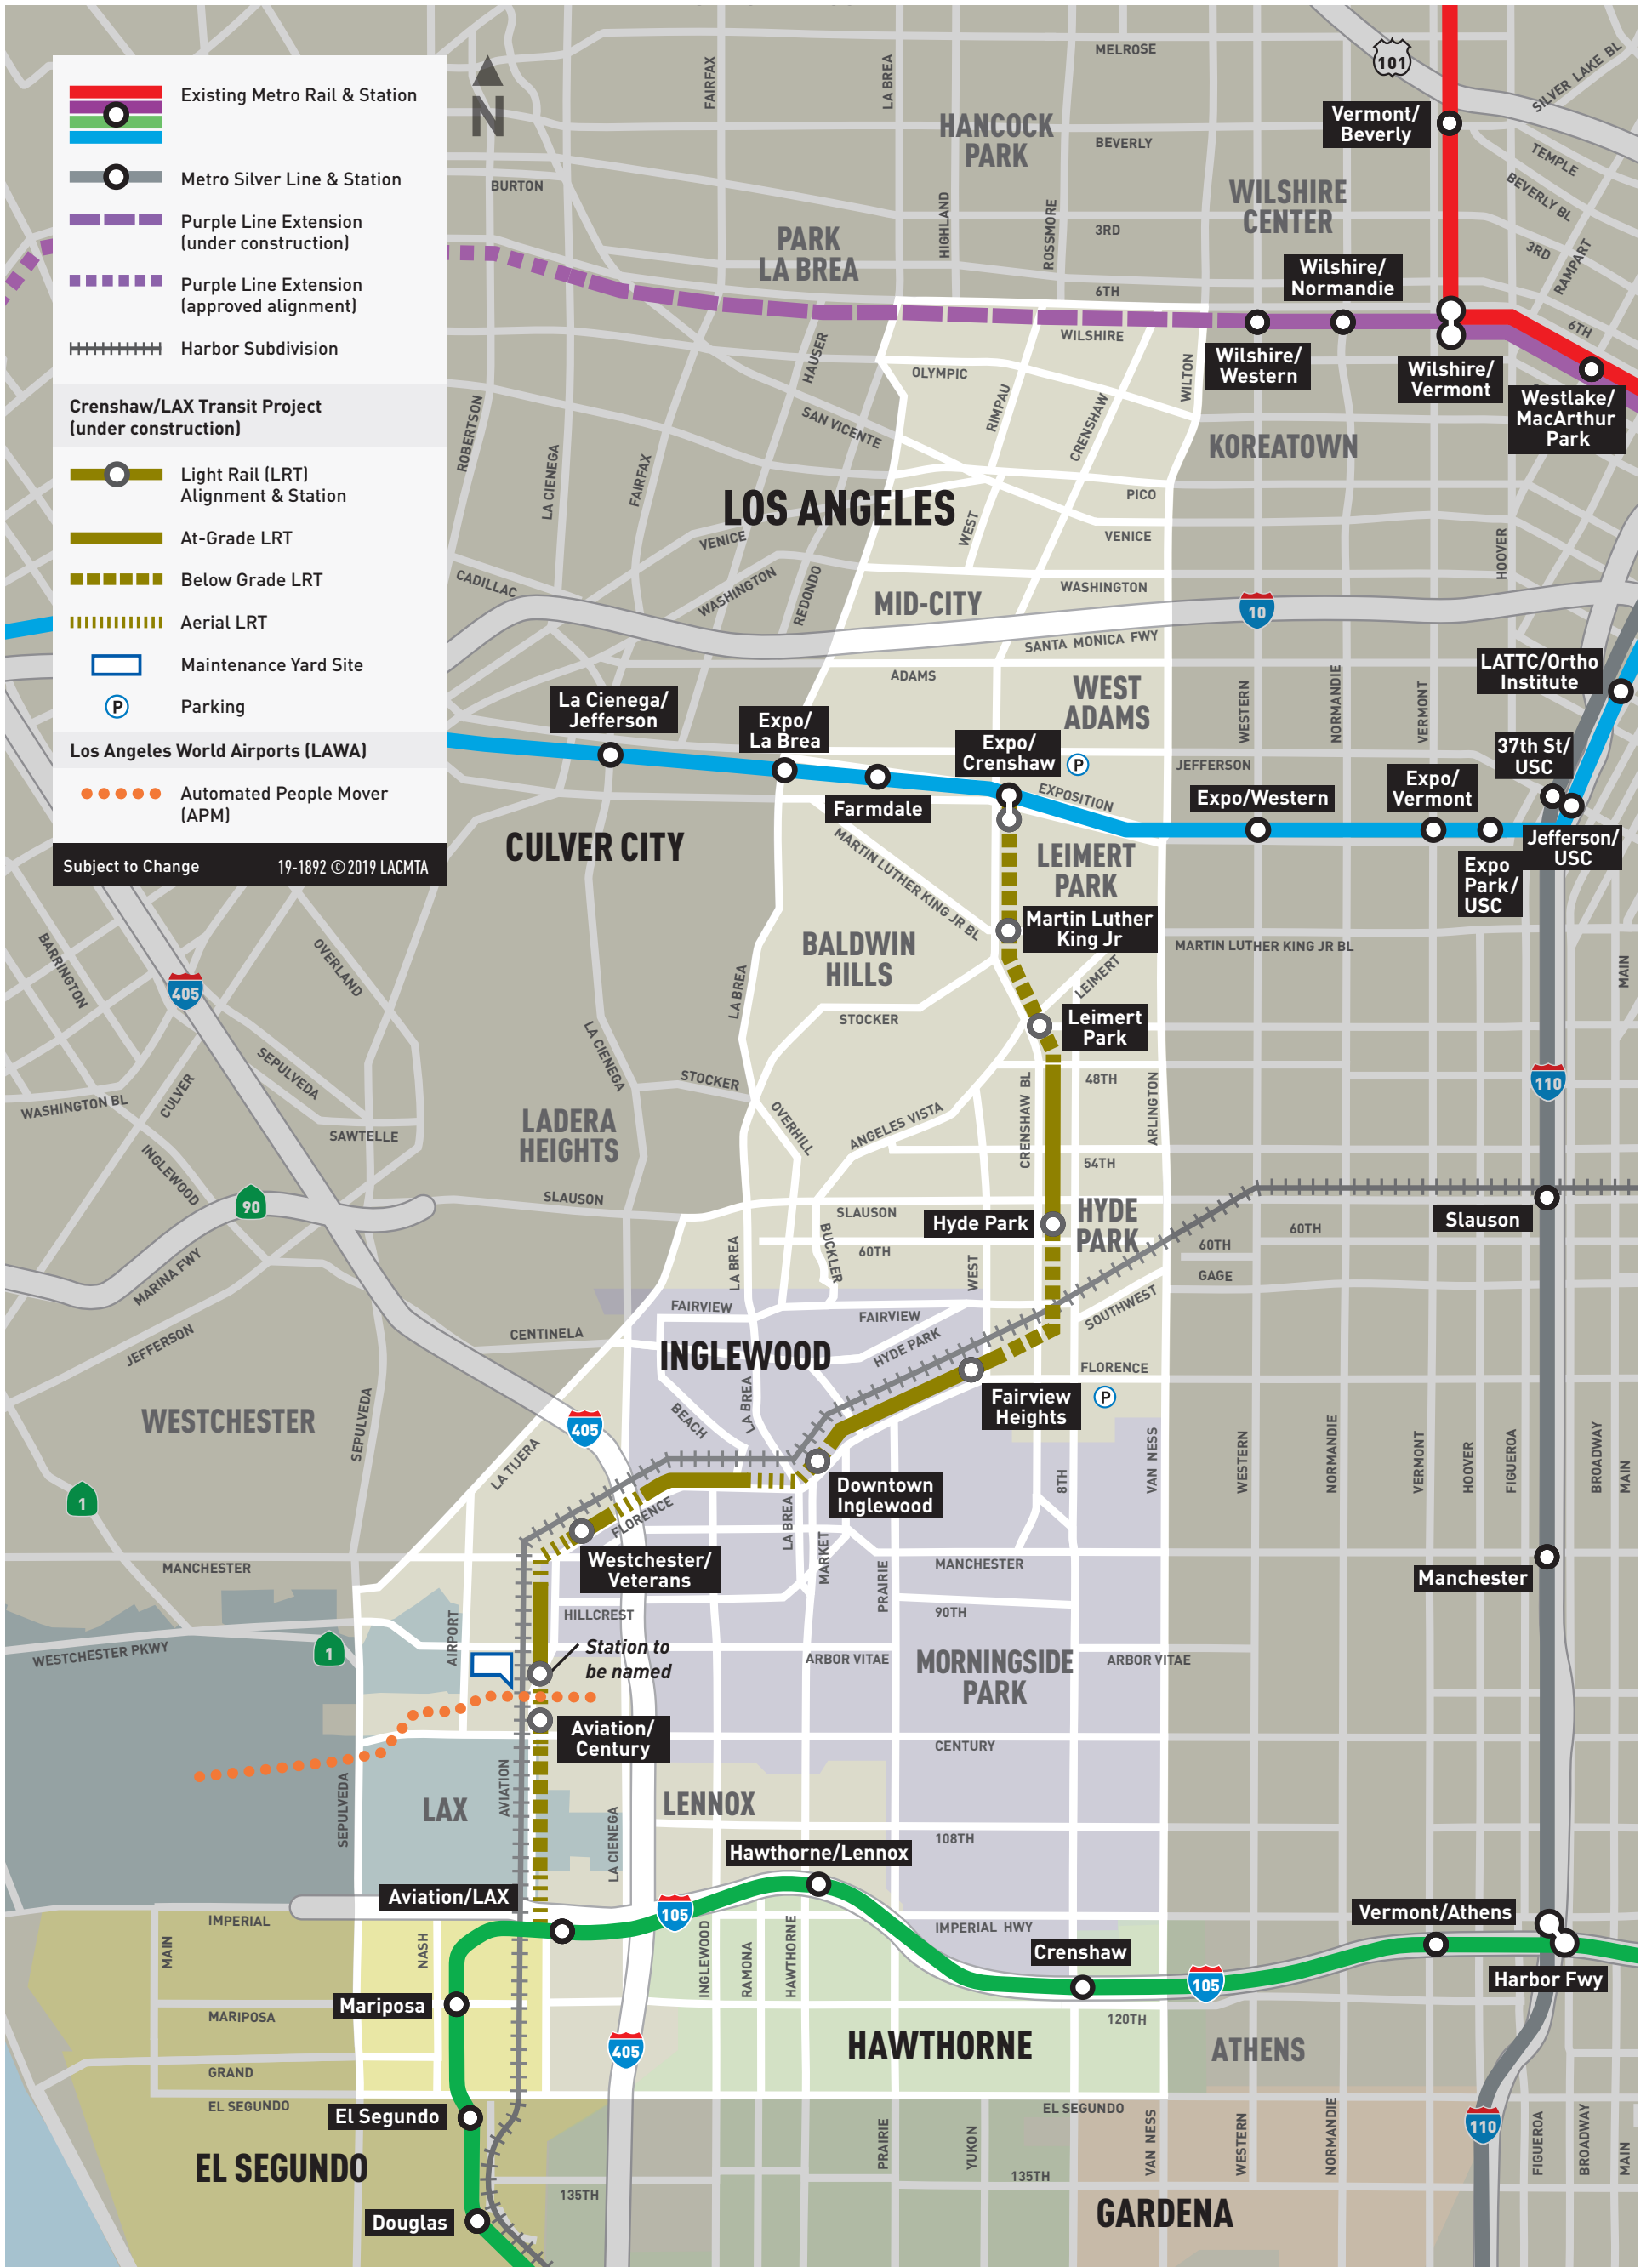 Existing Metro Rail & Station
Metro Silver Line & Station
Purple Line Extension
(under construction)
Purple Line Extension
(approved alignment)
Harbor Subdivision
Crenshaw/LAX Transit Project
(under construction)
Light Rail (LRT)
Alignment & Station
At-Grade LRT
Below Grade LRT
Aerial LRT
Maintenance Yard Site
P
Parking
Los Angeles World Airports (LAWA)
Automated People Mover
(APM)
Subject to Change
19-1892 ©2019 LACMTA
N
MELROSE
101
SILVER LAKE BL
FAIRFAX
LA BREA
HANCOCK
PARK
BEVERLY
Vermont/
Beverly
TEMPLE
BEVERLY BL
BURTON
HIGHLAND
ROSSMORE
WILSHIRE
CENTER
3RD
3RD
RAMPART
PARK
LA BREA
6TH
Wilshire/
Normandie
6TH
WILSHIRE
HAUSER
Wilshire/
Western
Wilshire/
Vermont
Westlake/
MacArthur
Park
OLYMPIC
RIMPAU
CRENSHAW
WILTON
ROBERTSON
LA CIENEGA
FAIRFAX
SAN VICENTE
KOREATOWN
LOS ANGELES
PICO
WEST
VENICE
VENICE
HOOVER
CADILLAC
WASHINGTON
REDONDO
MID-CITY
WASHINGTON
10
SANTA MONICA FWY
ADAMS
WEST
ADAMS
WESTERN
NORMANDIE
VERMONT
LATTC/Ortho
Institute
La Cienega/
Jefferson
Expo/
La Brea
Expo/
Crenshaw
P
JEFFERSON
37th St/
USC
Farmdale
EXPOSITION
Expo/Western
Expo/
Vermont
Jefferson/
USC
Expo
Park/
USC
CULVER CITY
MARTIN LUTHER KING JR BL
LEIMERT
PARK
Martin Luther
King Jr
MARTIN LUTHER KING JR BL
BALDWIN
HILLS
BARRINGTON
OVERLAND
405
LA BREA
LEIMERT
MAIN
STOCKER
Leimert
Park
LA CIENEGA
SEPULVEDA
CULVER
WASHINGTON BL
STOCKER
48TH
CRENSHAW BL
ARLINGTON
110
SAWTELLE
LADERA
HEIGHTS
OVERHILL
ANGELES VISTA
INGLEWOOD
54TH
90
SLAUSON
SLAUSON
Hyde Park
HYDE
PARK
Slauson
BUCKLER
60TH
60TH
60TH
LA BREA
WEST
GAGE
MARINA FWY
SOUTHWEST
FAIRVIEW
FAIRVIEW
CENTINELA
JEFFERSON
INGLEWOOD
HYDE PARK
FLORENCE
Fairview
Heights
P
WESTCHESTER
SEPULVEDA
405
BEACH
LA BREA
LA TIJERA
8TH
VAN NESS
WESTERN
NORMANDIE
VERMONT
HOOVER
FIGUEROA
BROADWAY
MAIN
1
Downtown
Inglewood
FLORENCE
LA BREA
MARKET
PRAIRIE
MANCHESTER
Westchester/
Veterans
MANCHESTER
Manchester
HILLCREST
90TH
AIRPORT
WESTCHESTER PKWY
1
Station to
be named
ARBOR VITAE
ARBOR VITAE
MORNINGSIDE
PARK
Aviation/
Century
CENTURY
SEPULVEDA
LAX
AVIATION
LENNOX
LA CIENEGA
108TH
Hawthorne/Lennox
Aviation/LAX
105
IMPERIAL
MAIN
NASH
INGLEWOOD
RAMONA
HAWTHORNE
IMPERIAL HWY
Crenshaw
105
Vermont/Athens
Harbor Fwy
Mariposa
MARIPOSA
120TH
405
HAWTHORNE
ATHENS
GRAND
EL SEGUNDO
El Segundo
EL SEGUNDO
PRAIRIE
YUKON
VAN NESS
WESTERN
NORMANDIE
110
FIGUEROA
BROADWAY
MAIN
EL SEGUNDO
135TH
135TH
Douglas
GARDENA